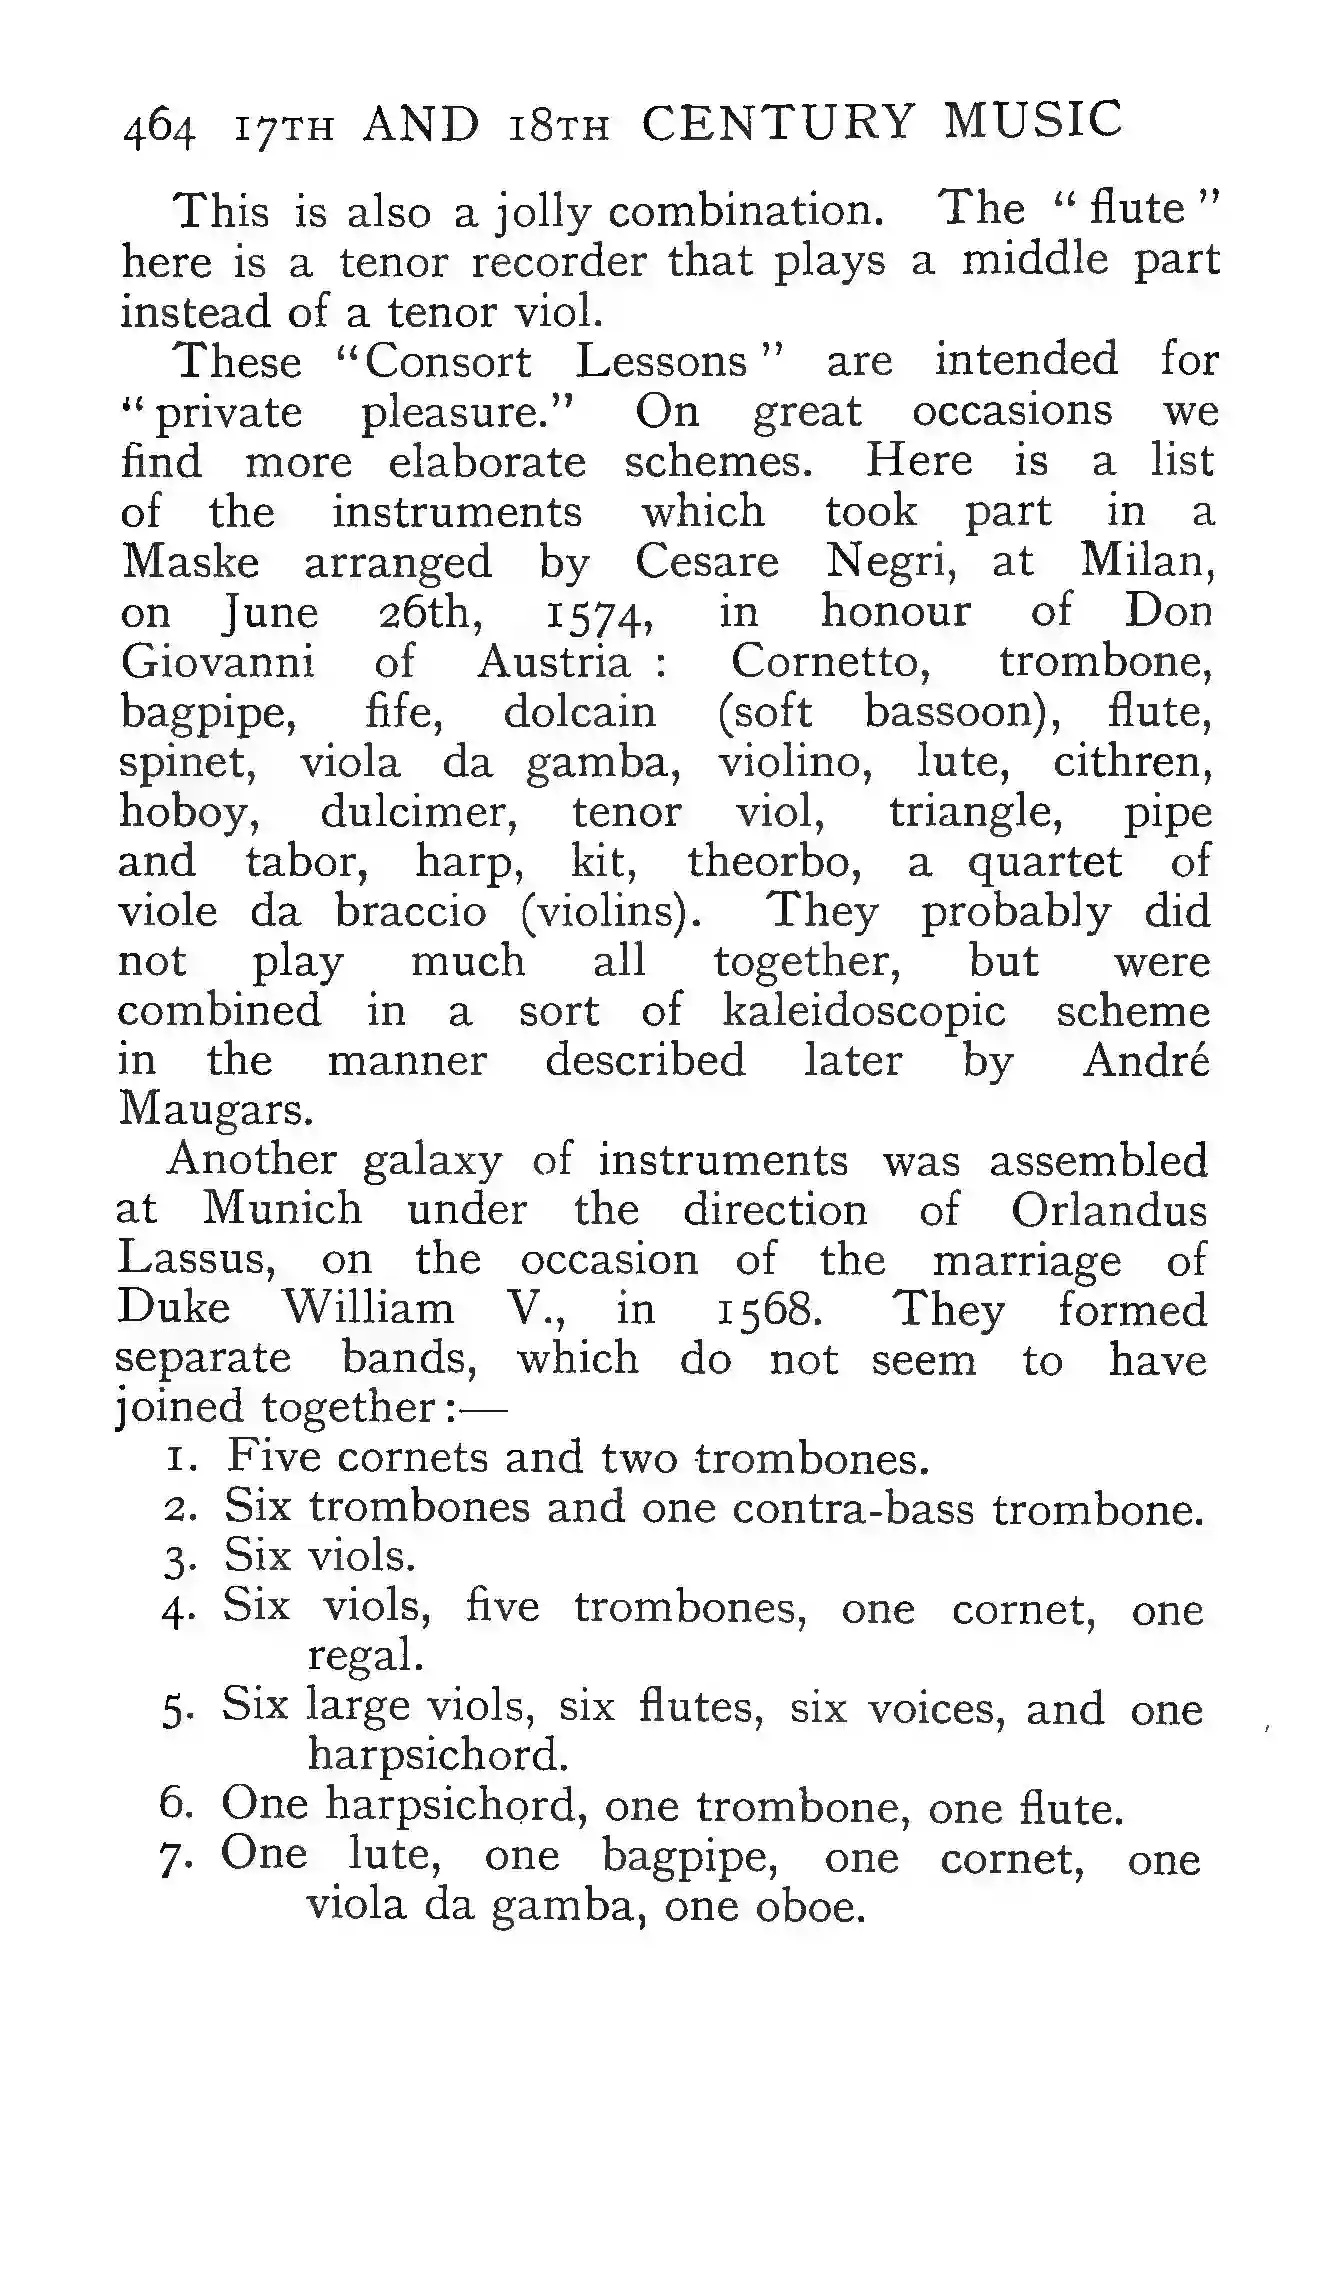 464 17TH AND 18TH CENTURY MUSIC
This is also a jolly combination. The “ flute ”
here is a tenor recorder that plays a middle part
instead of a tenor viol.
These “Consort Lessons ” are intended for
“ private pleasure.” On great occasions we
find more elaborate schemes. Here is a list
of the instruments which took part in a
Maske arranged by Cesare Negri, at Milan,
on June 26th, 1574, in honour of Don
Giovanni of Austria : Cornetto, trombone,
bagpipe, fife, dolcain (soft bassoon), flute,
spinet, viola da gamba, violino, lute, cithren,
hoboy, dulcimer, tenor viol, triangle, pipe
and tabor, harp, kit, theorbo, a quartet of
viole da braccio (violins). They probably did
not play much all together, but were
combined in a sort of kaleidoscopic scheme
in the manner described later by André
Maugars.
Another galaxy of instruments was assembled
at Munich under the direction of Orlandus
Lassus, on the occasion of the marriage of
Duke William V., in 1568. They formed
separate bands, which do not seem to have
joined together :—
1. Five cornets and two trombones.
2. Six trombones and one contra-bass trombone.
3. Six viols.
4. Six viols, five trombones, one cornet, one
regal.
5. Six large viols, six flutes, six voices, and one
harpsichord.
6. One harpsichord, one trombone, one flute.
7. One lute, one bagpipe, one cornet, one
viola da gamba, one oboe.